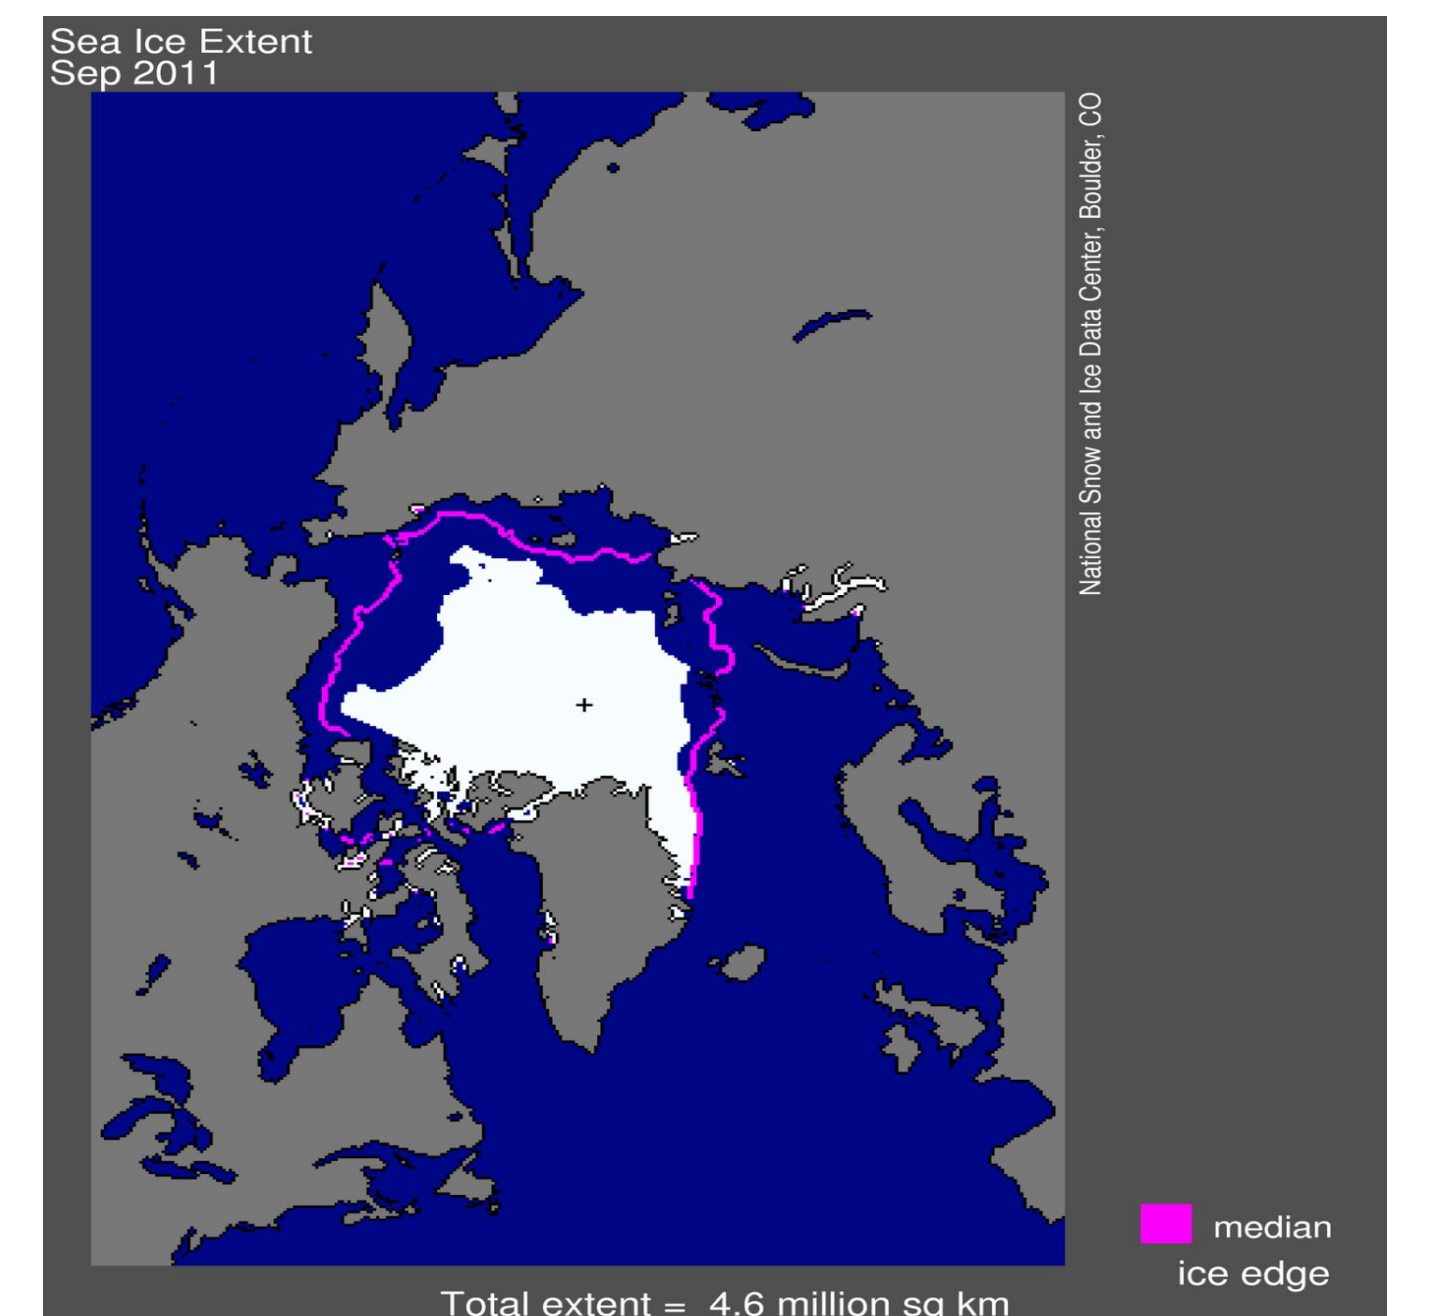 Sea Ice Extent
Sep 2011
National Snow and Ice Data Center, Boulder, CO
median
ice edge
Total extent = 4.6 million sq km